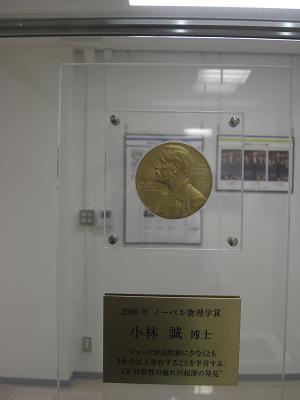 2008年 ノーベル物理学賞
小林 誠 博士
"クォークが自然界に少なくとも
3世代以上存在することを予言する、
CP対称性の破れの起源の発見"